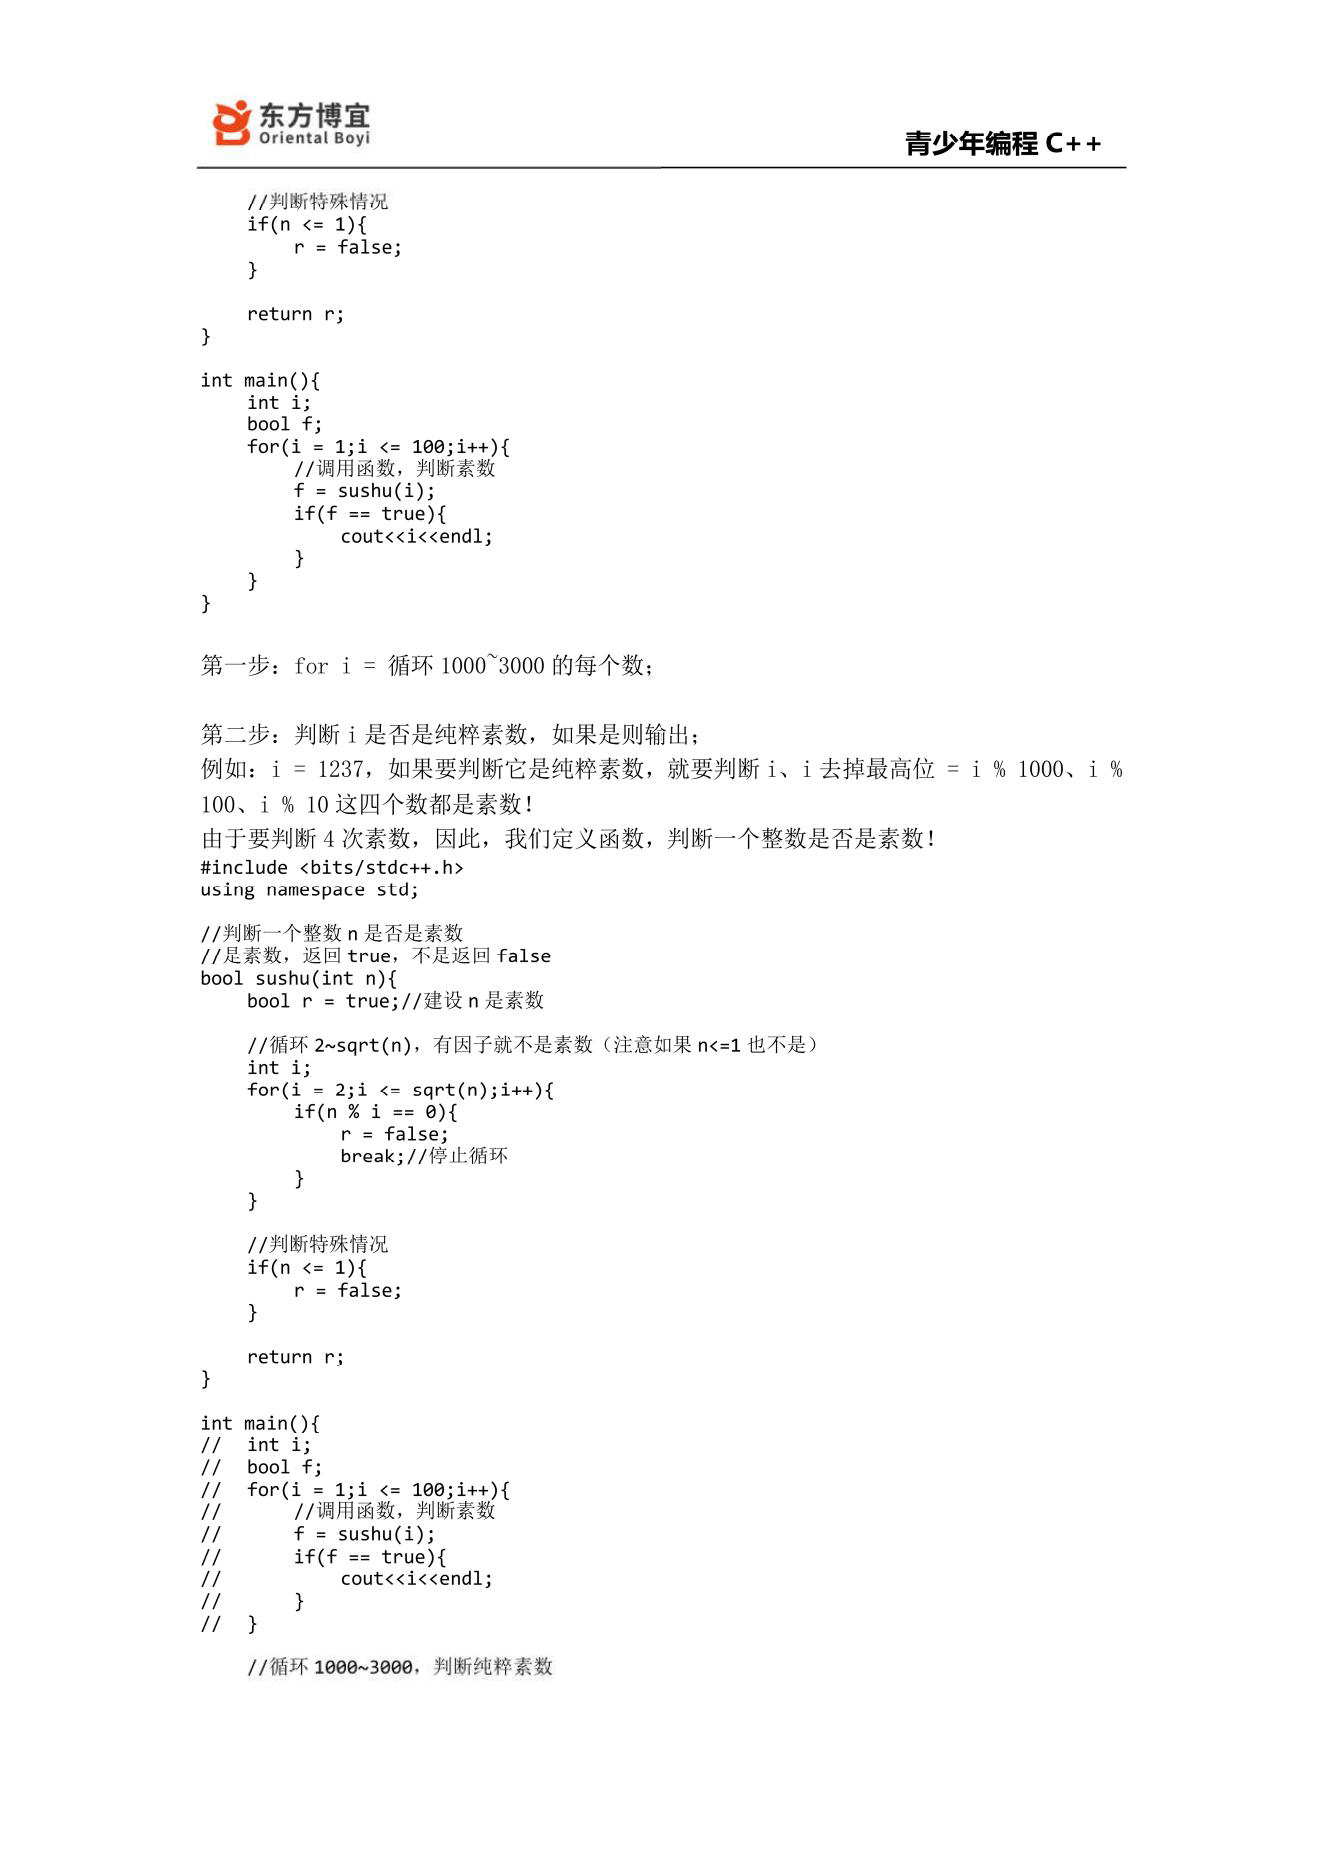 东方博宜
Oriental Boyi
青少年编程 C++
//判断特殊情况
if(n <= 1){
r = false;
}
return r;
}
int main(){
int i;
bool f;
for(i = 1;i <= 100;i++){
//调用函数，判断素数
f = sushu(i);
if(f == true){
cout<<i<<endl;
}
}
}
第一步：for i = 循环 1000~3000 的每个数；
第二步：判断 i 是否是纯粹素数，如果是则输出；
例如：i = 1237，如果要判断它是纯粹素数，就要判断 i、i 去掉最高位 = i % 1000、i %
100、i % 10 这四个数都是素数！
由于要判断 4 次素数，因此，我们定义函数，判断一个整数是否是素数！
#include <bits/stdc++.h>
using namespace std;
//判断一个整数 n 是否是素数
//是素数，返回 true，不是返回 false
bool sushu(int n){
bool r = true;//建设 n 是素数
//循环 2~sqrt(n)，有因子就不是素数（注意如果 n<=1 也不是）
int i;
for(i = 2;i <= sqrt(n);i++){
if(n % i == 0){
r = false;
break;//停止循环
}
}
//判断特殊情况
if(n <= 1){
r = false;
}
return r;
}
int main(){
// int i;
// bool f;
// for(i = 1;i <= 100;i++){
// //调用函数，判断素数
// f = sushu(i);
// if(f == true){
// cout<<i<<endl;
// }
// }
//循环 1000~3000，判断纯粹素数